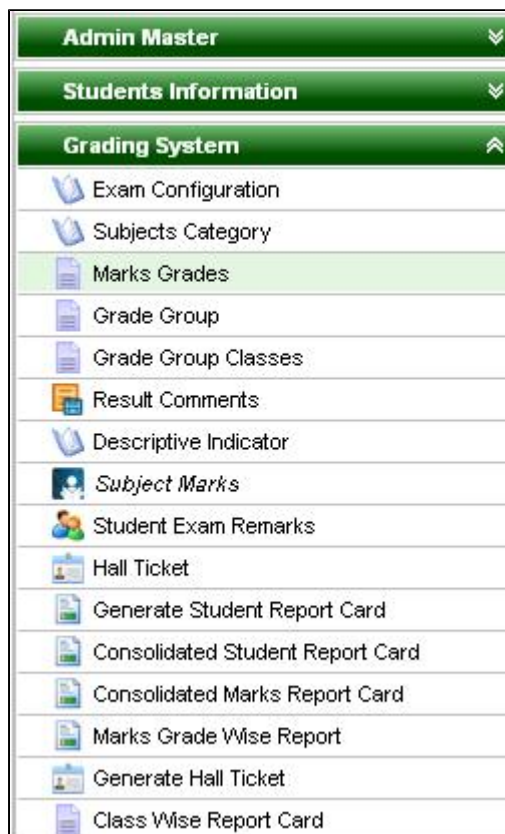 Admin Master
Students Information
Grading System
Exam Configuration
Subjects Category
Marks Grades
Grade Group
Grade Group Classes
Result Comments
Descriptive Indicator
Subject Marks
Student Exam Remarks
Hall Ticket
Generate Student Report Card
Consolidated Student Report Card
Consolidated Marks Report Card
Marks Grade Wise Report
Generate Hall Ticket
Class Wise Report Card